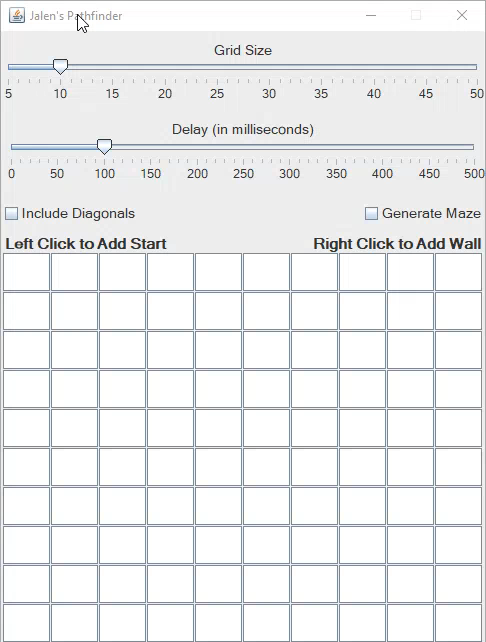 Jalen's Pathfinder
Grid Size
5 10 15 20 25 30 35 40 45 50
Delay (in milliseconds)
0 50 100 150 200 250 300 350 400 450 500
Include Diagonals Generate Maze
Left Click to Add Start Right Click to Add Wall